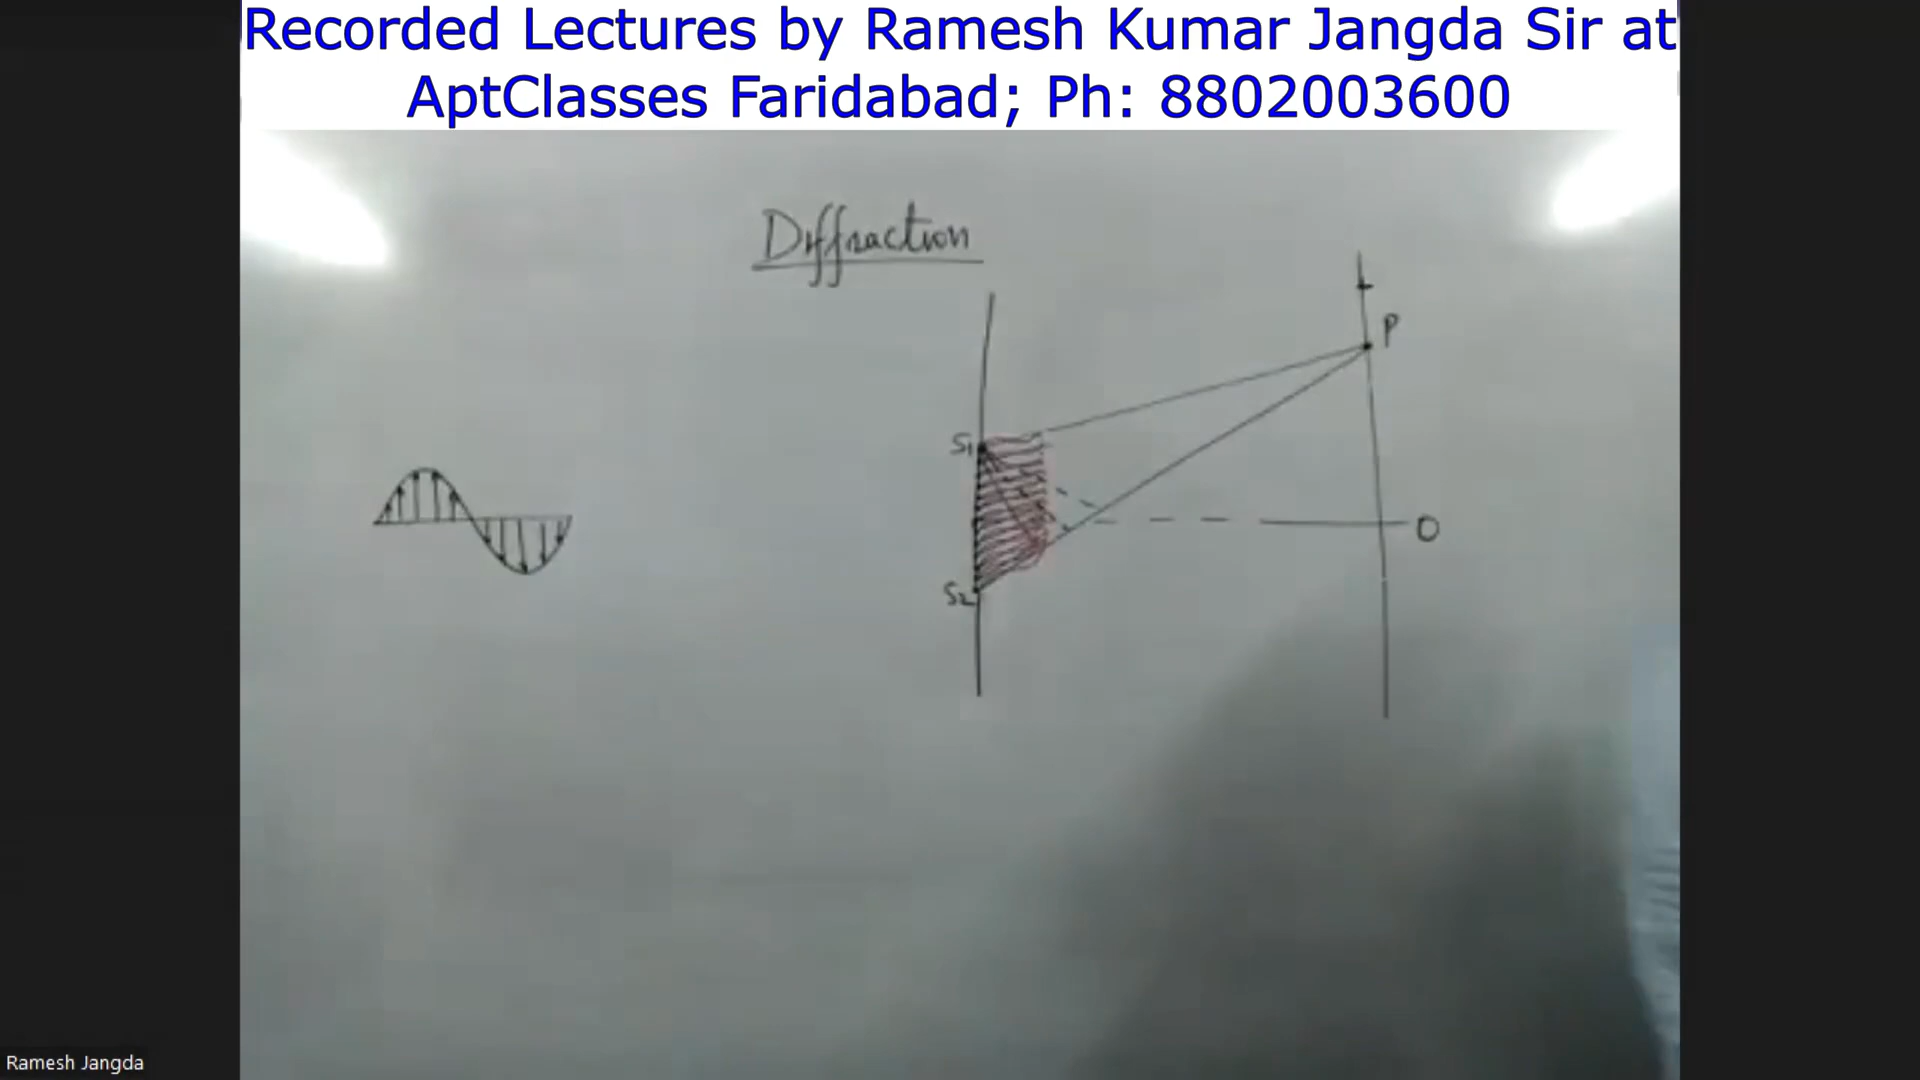 Recorded Lectures by Ramesh Kumar Jangda Sir at
AptClasses Faridabad; Ph: 8802003600
Diffraction
P
S1
O
S2
Ramesh Jangda